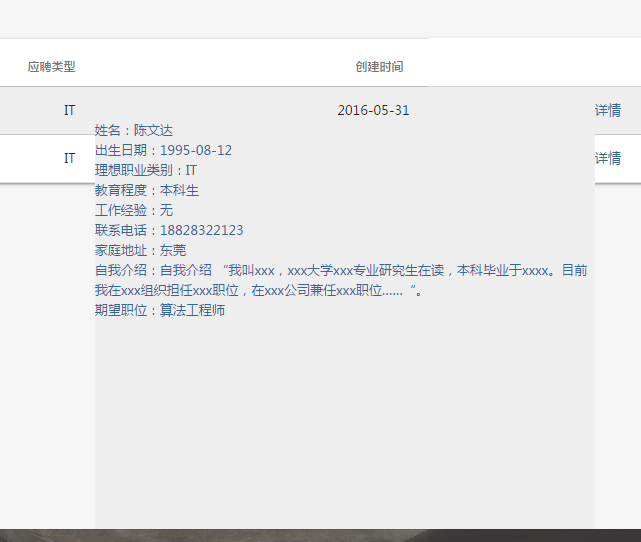 应聘类型 创建时间
IT 2016-05-31 详情
姓名：陈文达
出生日期：1995-08-12
IT 详情
理想职业类别：IT
教育程度：本科生
工作经验：无
联系电话：18828322123
家庭地址：东莞
自我介绍：自我介绍 “我叫xxx，xxx大学xxx专业研究生在读，本科毕业于xxxx。目前
我在xxx组织担任xxx职位，在xxx公司兼任xxx职位……“。
期望职位：算法工程师